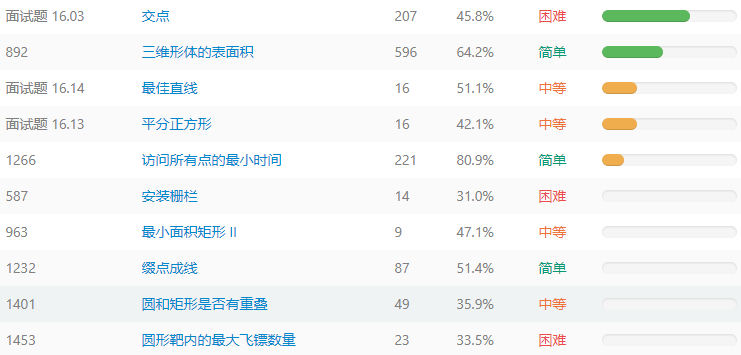 面试题 16.03 交点 207 45.8% 困难
892 三维形体的表面积 596 64.2% 简单
面试题 16.14 最佳直线 16 51.1% 中等
面试题 16.13 平分正方形 16 42.1% 中等
1266 访问所有点的最小时间 221 80.9% 简单
587 安装栅栏 14 31.0% 困难
963 最小面积矩形 II 9 47.1% 中等
1232 缀点成线 87 51.4% 简单
1401 圆和矩形是否有重叠 49 35.9% 中等
1453 圆形靶内的最大飞镖数量 23 33.5% 困难